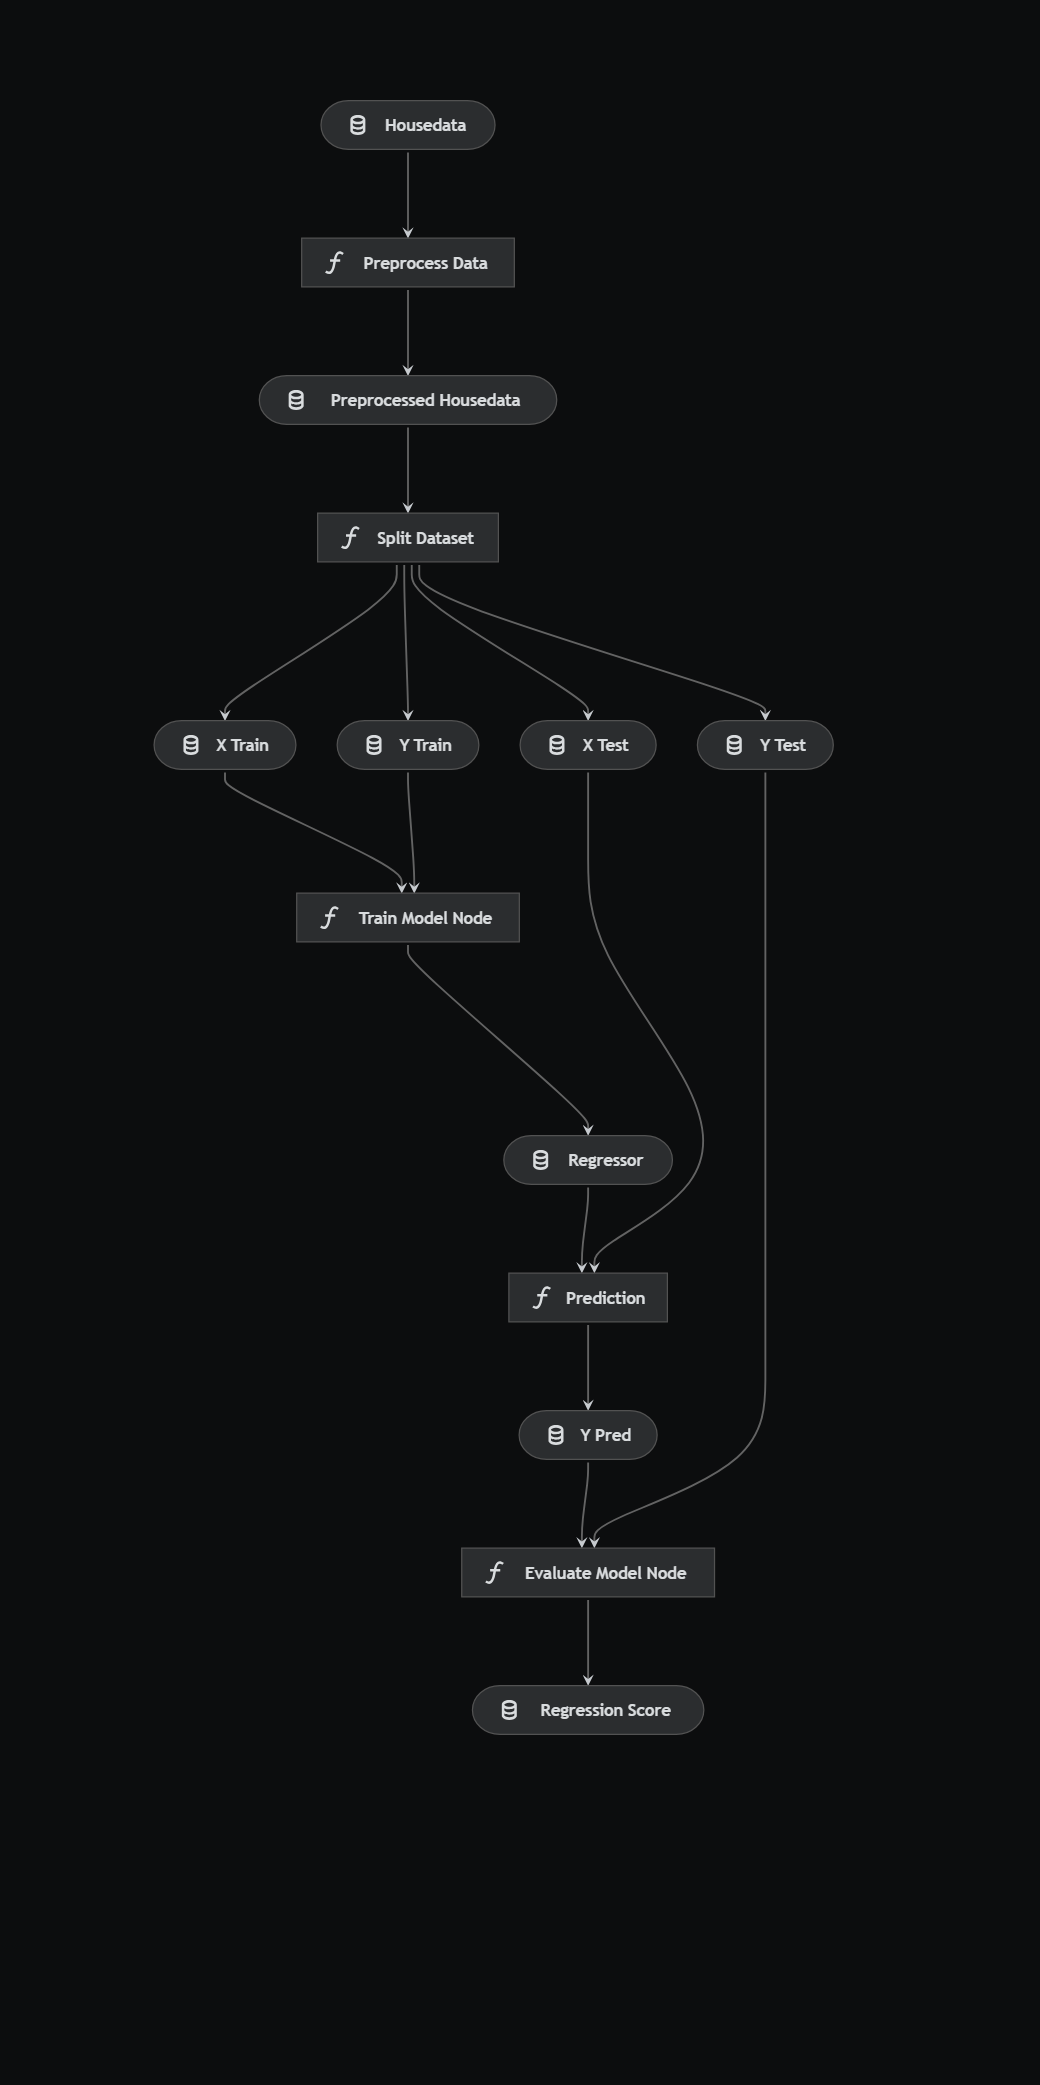 Housedata
Preprocess Data
Preprocessed Housedata
Split Dataset
X Train
Y Train
X Test
Y Test
Train Model Node
Regressor
Prediction
Y Pred
Evaluate Model Node
Regression Score